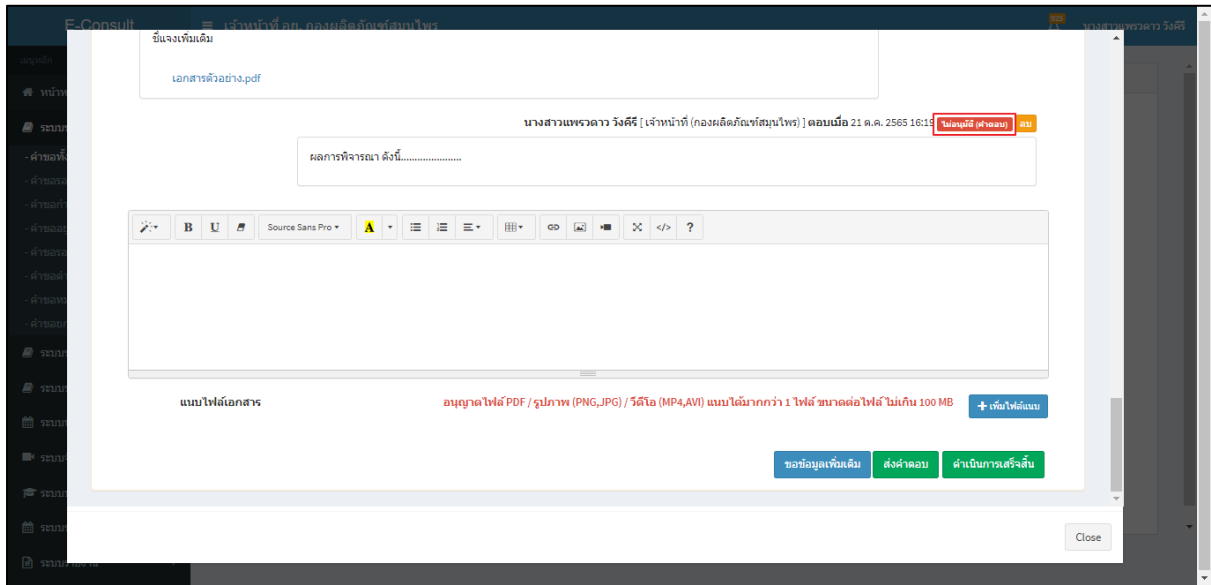 E-Consult
เจ้าหน้าที่ อย. กองผลิตภัณฑ์สมุนไพร
925
นางสาวแพรวดาว วังคีรี
เมนูหลัก
ชี้แจงเพิ่มเติม
เอกสารตัวอย่าง.pdf
นางสาวแพรวดาว วังคีรี [ เจ้าหน้าที่ (กองผลิตภัณฑ์สมุนไพร) ] ตอบเมื่อ 21 ต.ค. 2565 16:19 ไม่อนุมัติ (คำตอบ) ลบ
ผลการพิจารณา ดังนี้......................
B U Source Sans Pro A </> ?
แนบไฟล์เอกสาร
อนุญาตไฟล์ PDF / รูปภาพ (PNG,JPG) / วีดีโอ (MP4,AVI) แนบได้มากกว่า 1 ไฟล์ ขนาดต่อไฟล์ ไม่เกิน 100 MB
+ เพิ่มไฟล์แนบ
ขอข้อมูลเพิ่มเติม ส่งคำตอบ ดำเนินการเสร็จสิ้น
Close